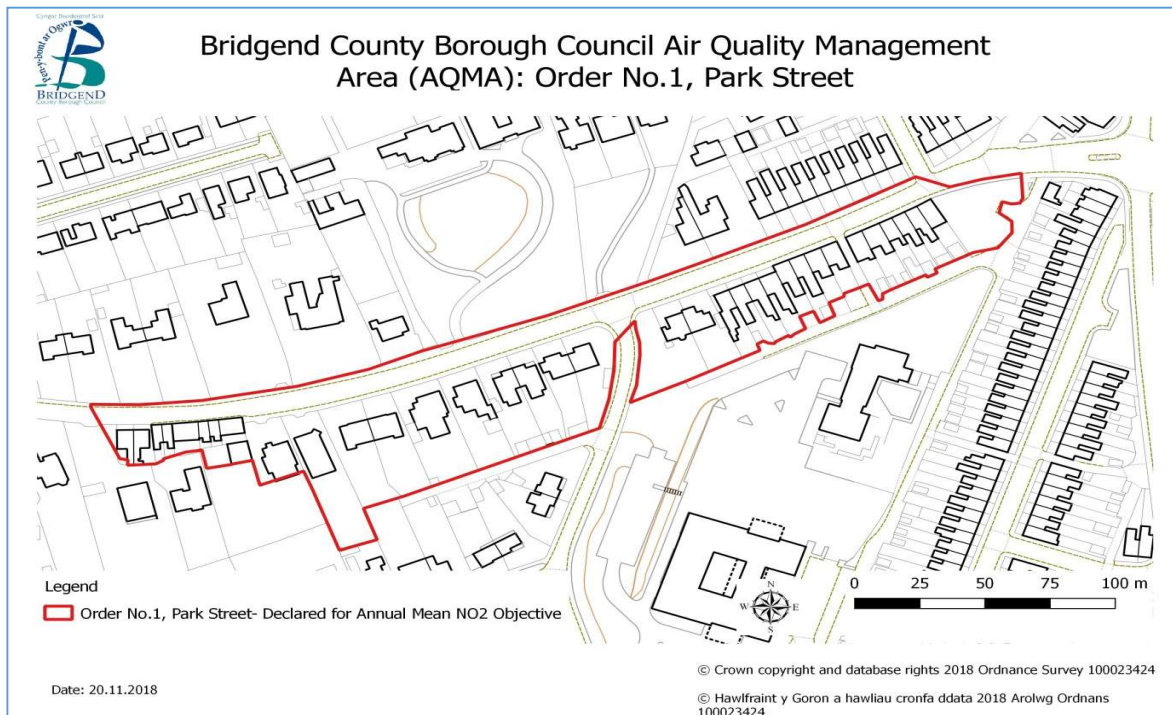 Cyngor Bwrdeistref Sirol
Pen-y-bont ar Ogwr
BRIDGEND
County Borough Council
Bridgend County Borough Council Air Quality Management
Area (AQMA): Order No.1, Park Street
Legend
Order No.1, Park Street- Declared for Annual Mean NO2 Objective
N
W
E
S
0 25 50 75 100 m
Date: 20.11.2018
© Crown copyright and database rights 2018 Ordnance Survey 100023424
© Hawlfraint y Goron a hawliau cronfa ddata 2018 Arolwg Ordnans
100023424